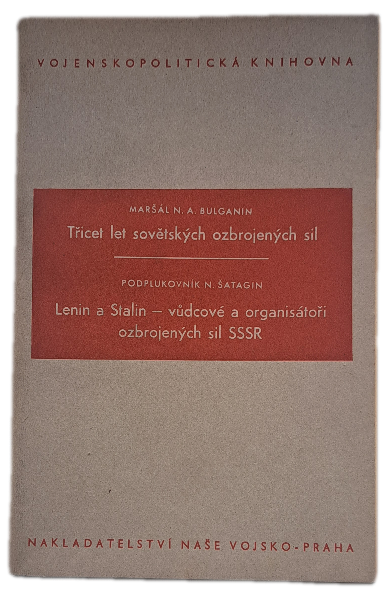 VOJENSKOPOLITICKÁ KNIHOVNA
MARŠÁL N. A. BULGANIN
Třicet let sovětských ozbrojených sil
PODPLUKOVNÍK N. ŠATAGIN
Lenin a Stalin – vůdcové a organisátoři
ozbrojených sil SSSR
NAKLADATELSTVÍ NAŠE VOJSKO-PRAHA